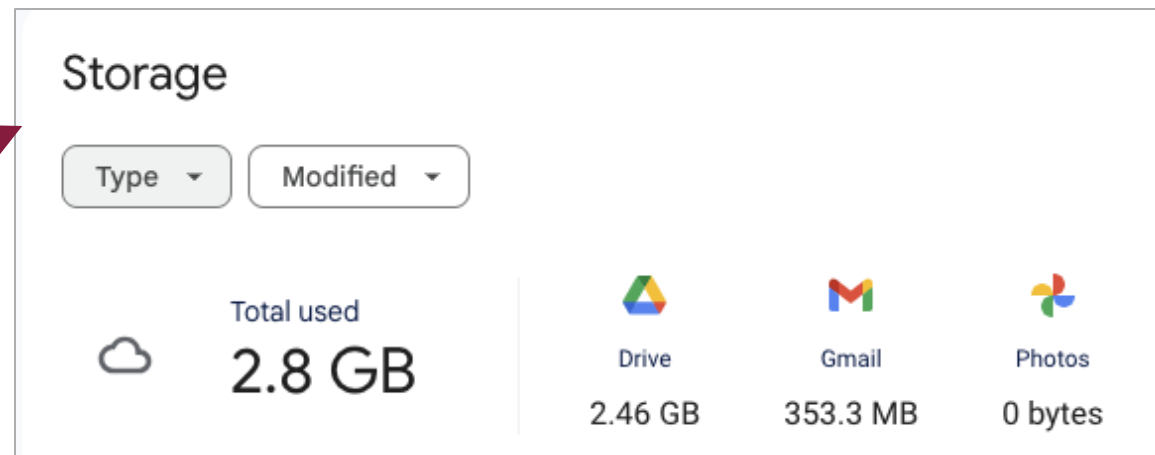 Storage
Type Modified
Total used
2.8 GB
Drive Gmail Photos
2.46 GB 353.3 MB 0 bytes